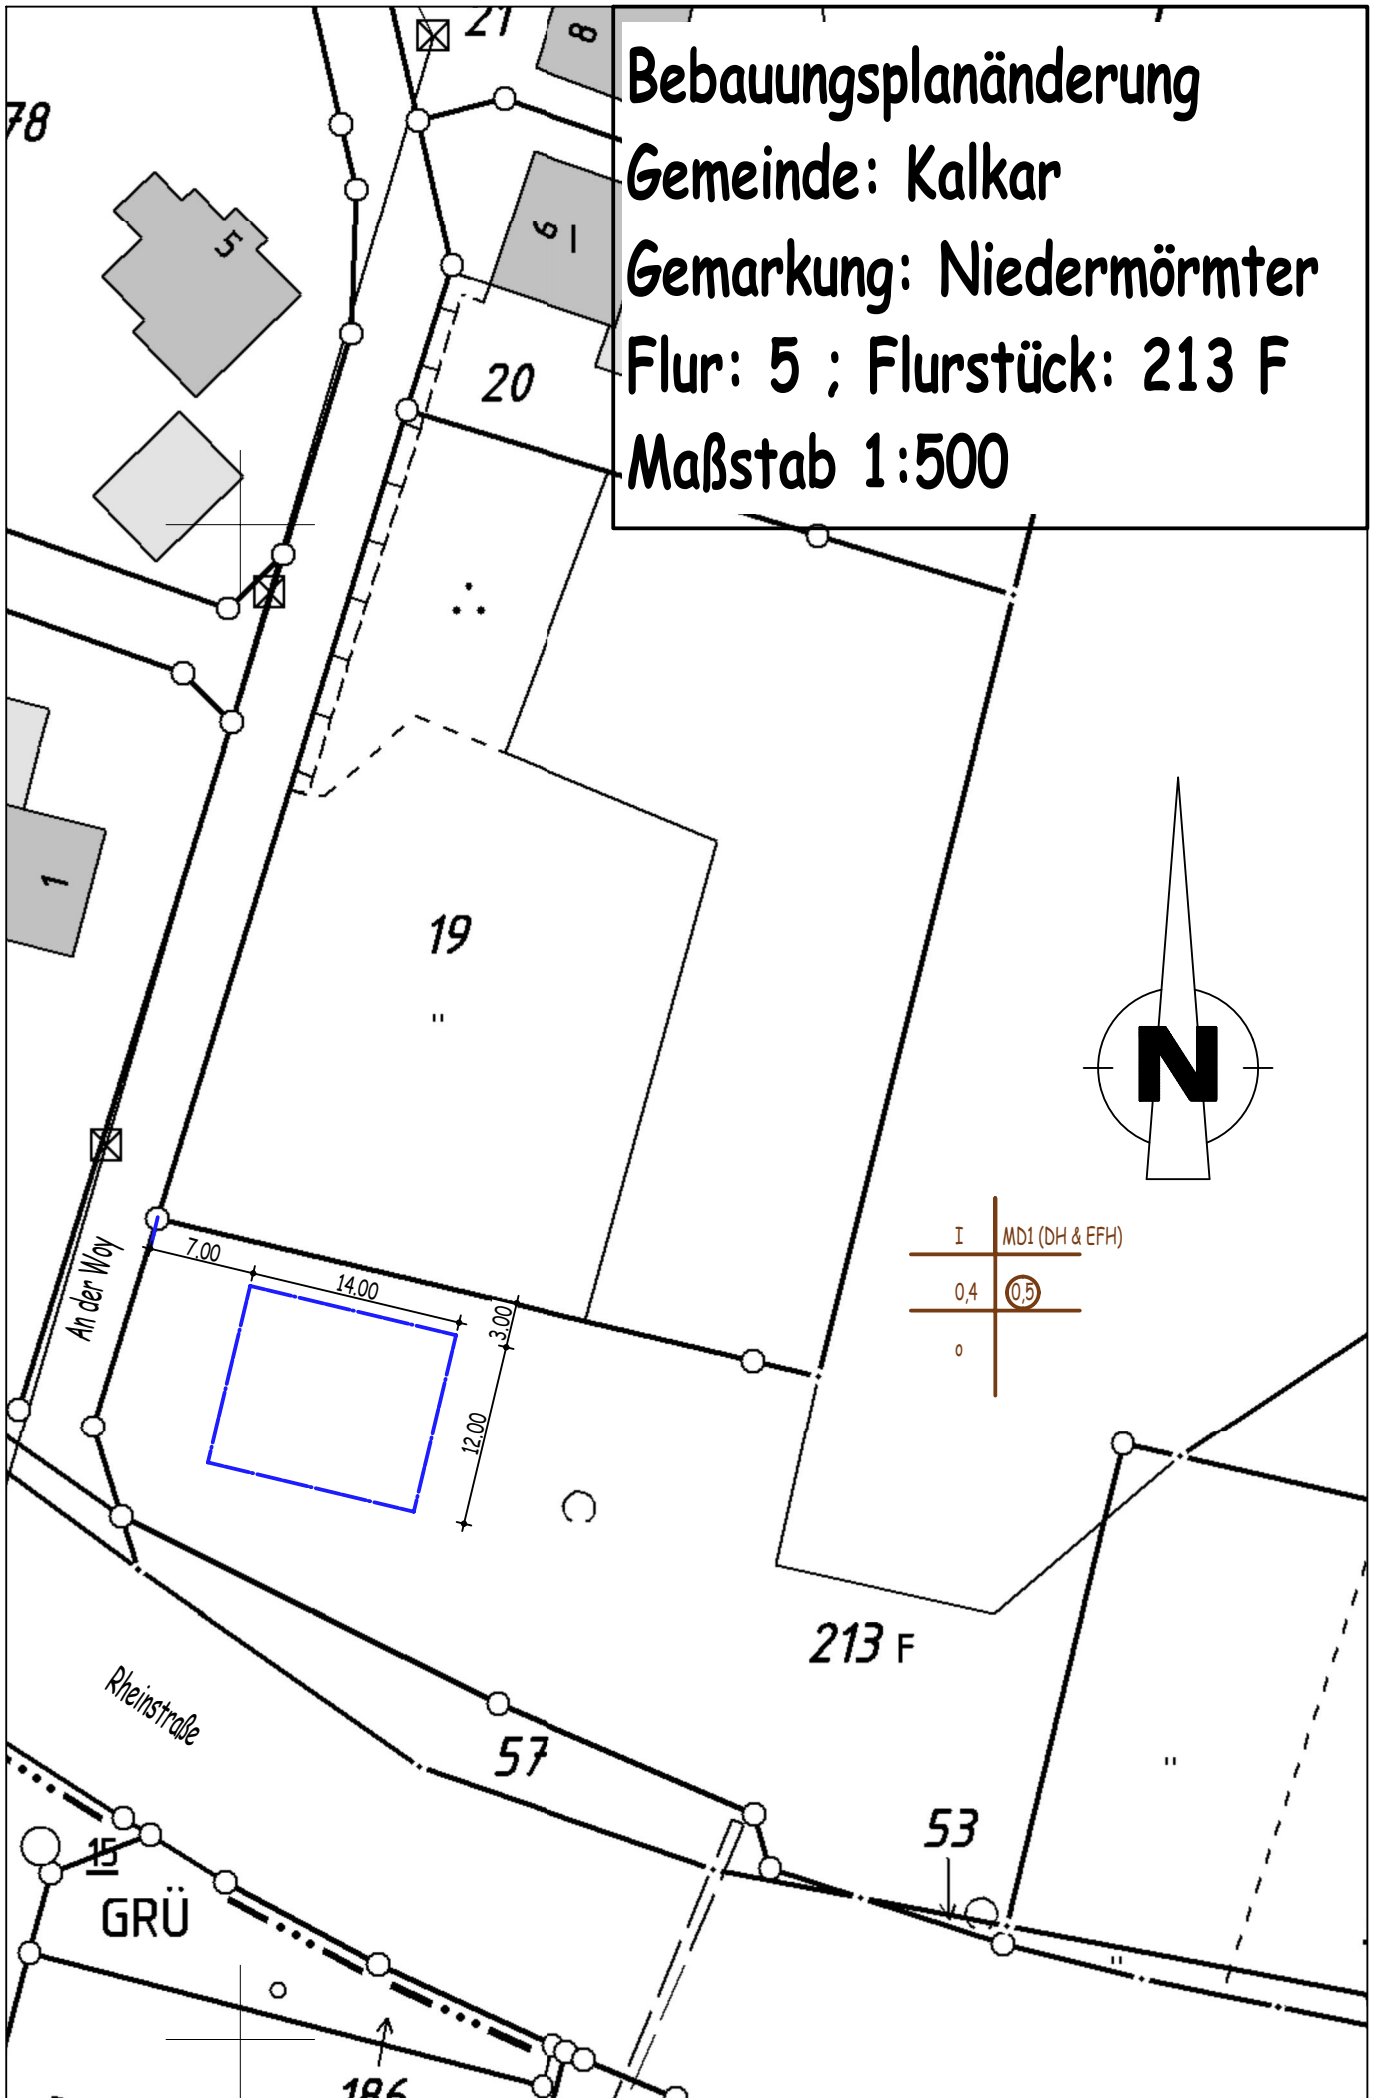 21
8
78
Bebauungsplanänderung
Gemeinde: Kalkar
Gemarkung: Niedermörmter
Flur: 5 ; Flurstück: 213 F
Maßstab 1:500
5
6
I
20
1
19
"
N
I
MD1 (DH & EFH)
0,4
0,5
o
An der Woy
7.00
14.00
3.00
12.00
213 F
Rheinstraße
57
"
53
15
GRÜ
"
186